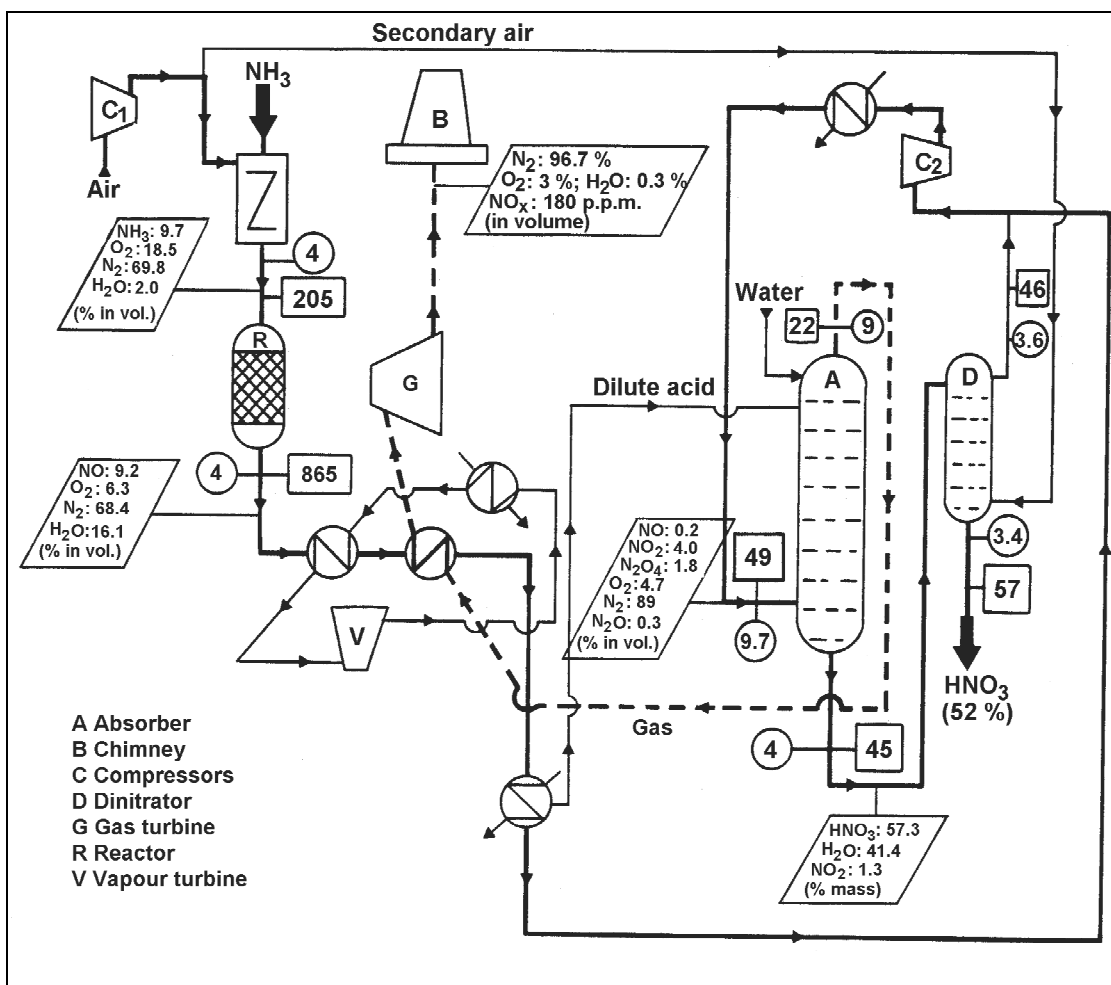 Secondary air
NH3
C1
Air
B
N2: 96.7 %
O2: 3 %; H2O: 0.3 %
NOx: 180 p.p.m.
(in volume)
C2
NH3: 9.7
O2: 18.5
N2: 69.8
H2O: 2.0
(% in vol.)
4
205
R
G
Water
22
9
A
46
3.6
D
Dilute acid
NO: 9.2
O2: 6.3
N2: 68.4
H2O: 16.1
(% in vol.)
4
865
NO: 0.2
NO2: 4.0
N2O4: 1.8
O2: 4.7
N2: 89
N2O: 0.3
(% in vol.)
49
9.7
3.4
57
V
HNO3
(52 %)
Gas
4
45
A Absorber
B Chimney
C Compressors
D Dinitrator
G Gas turbine
R Reactor
V Vapour turbine
HNO3: 57.3
H2O: 41.4
NO2: 1.3
(% mass)